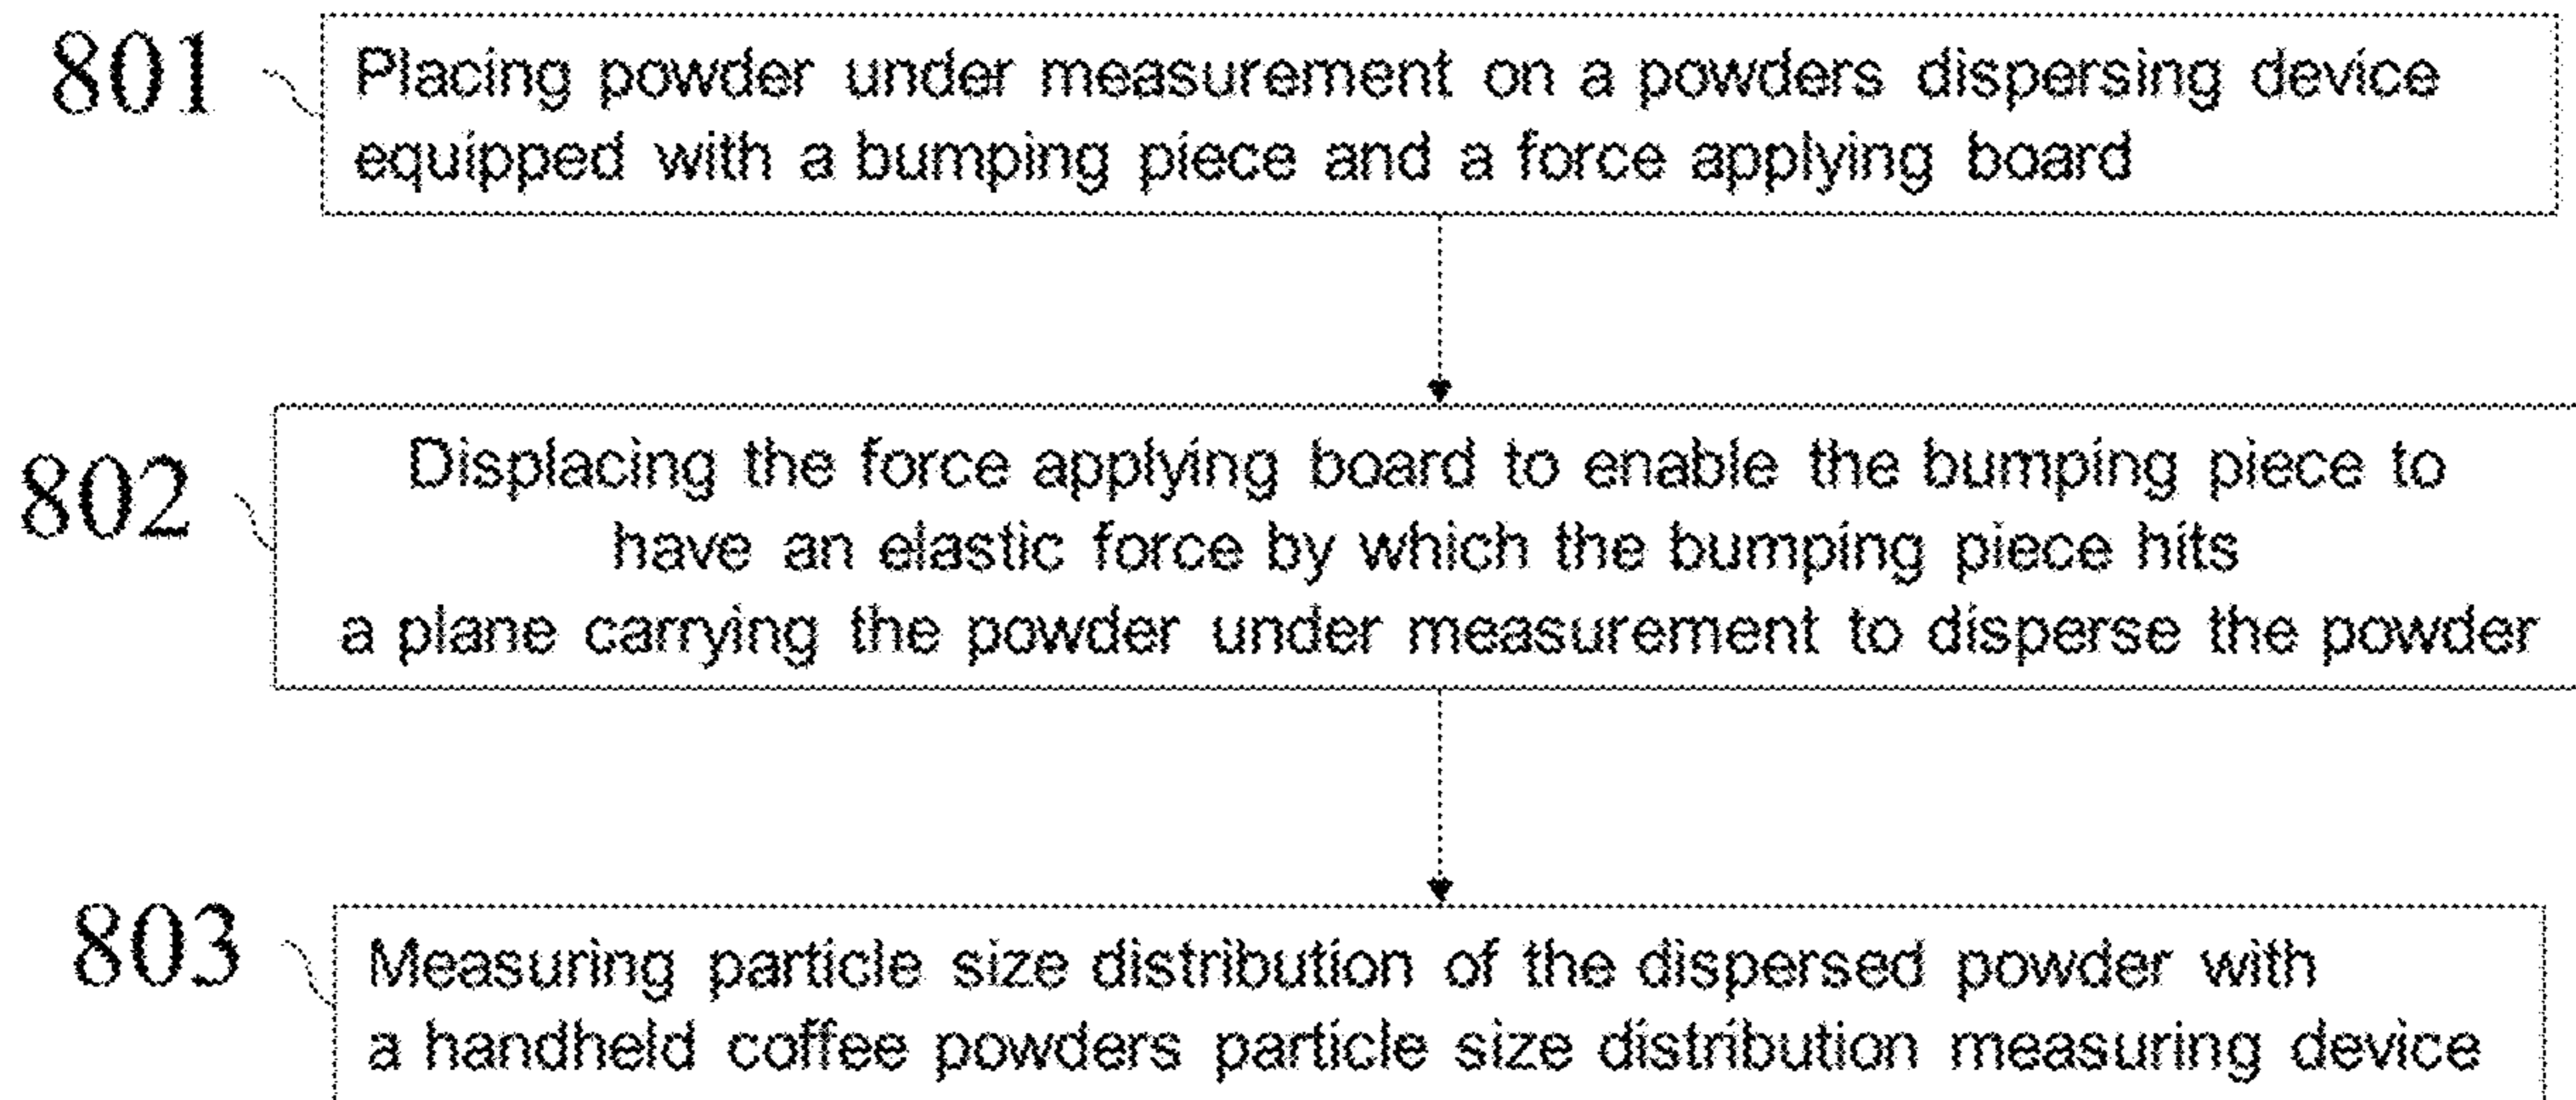 801
Placing powder under measurement on a powders dispersing device
equipped with a bumping piece and a force applying board
802
Displacing the force applying board to enable the bumping piece to
have an elastic force by which the bumping piece hits
a plane carrying the powder under measurement to disperse the powder
803
Measuring particle size distribution of the dispersed powder with
a handheld coffee powders particle size distribution measuring device